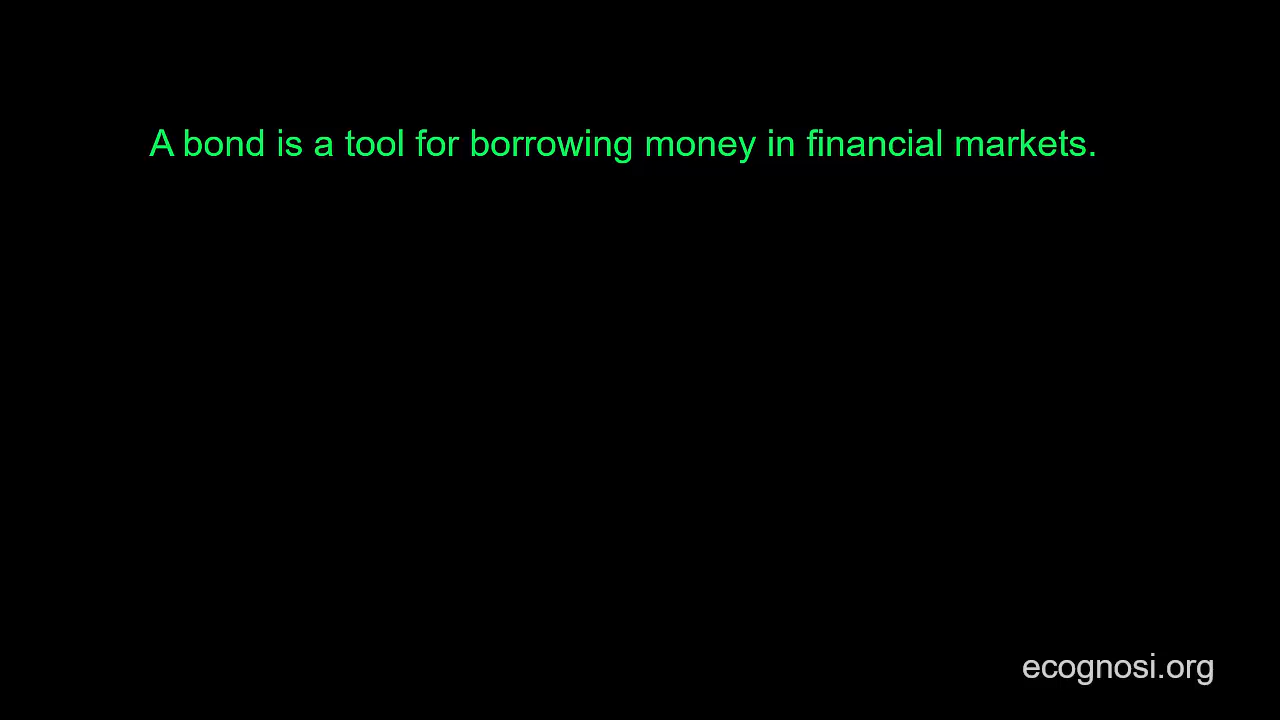 A bond is a tool for borrowing money in financial markets.
ecognosi.org